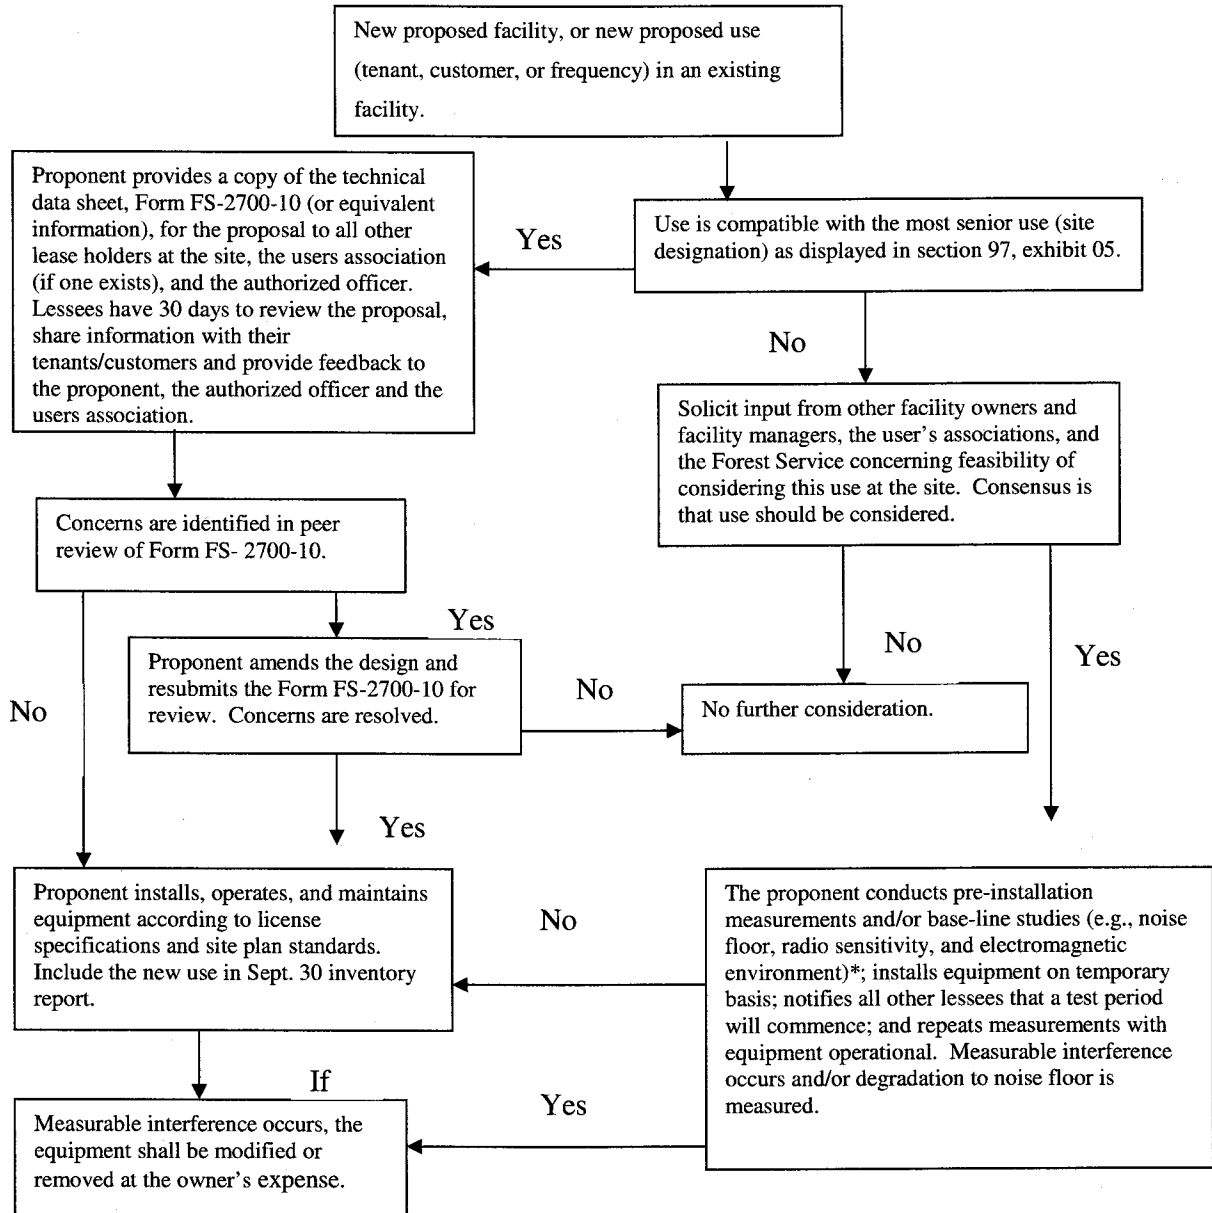 New proposed facility, or new proposed use
(tenant, customer, or frequency) in an existing
facility.
Proponent provides a copy of the technical
data sheet, Form FS-2700-10 (or equivalent
information), for the proposal to all other
lease holders at the site, the users association
(if one exists), and the authorized officer.
Lessees have 30 days to review the proposal,
share information with their
tenants/customers and provide feedback to
the proponent, the authorized officer and the
users association.
Yes
Use is compatible with the most senior use (site
designation) as displayed in section 97, exhibit 05.
No
Solicit input from other facility owners and
facility managers, the user's associations, and
the Forest Service concerning feasibility of
considering this use at the site.  Consensus is
that use should be considered.
Concerns are identified in peer
review of Form FS- 2700-10.
Yes
No
Yes
Proponent amends the design and
resubmits the Form FS-2700-10 for
review.  Concerns are resolved.
No
No further consideration.
No
Yes
Proponent installs, operates, and maintains
equipment according to license
specifications and site plan standards.
Include the new use in Sept. 30 inventory
report.
No
The proponent conducts pre-installation
measurements and/or base-line studies (e.g., noise
floor, radio sensitivity, and electromagnetic
environment)*; installs equipment on temporary
basis; notifies all other lessees that a test period
will commence; and repeats measurements with
equipment operational.  Measurable interference
occurs and/or degradation to noise floor is
measured.
If
Yes
Measurable interference occurs, the
equipment shall be modified or
removed at the owner's expense.